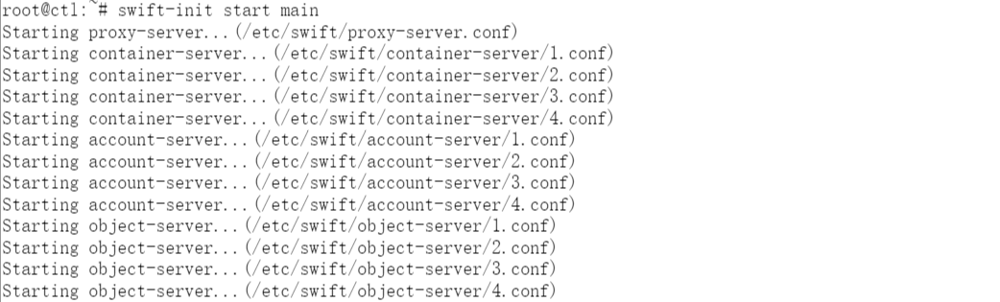 root@ctl:~# swift-init start main
Starting proxy-server...(/etc/swift/proxy-server.conf)
Starting container-server...(/etc/swift/container-server/1.conf)
Starting container-server...(/etc/swift/container-server/2.conf)
Starting container-server...(/etc/swift/container-server/3.conf)
Starting container-server...(/etc/swift/container-server/4.conf)
Starting account-server...(/etc/swift/account-server/1.conf)
Starting account-server...(/etc/swift/account-server/2.conf)
Starting account-server...(/etc/swift/account-server/3.conf)
Starting account-server...(/etc/swift/account-server/4.conf)
Starting object-server...(/etc/swift/object-server/1.conf)
Starting object-server...(/etc/swift/object-server/2.conf)
Starting object-server...(/etc/swift/object-server/3.conf)
Starting object-server...(/etc/swift/object-server/4.conf)